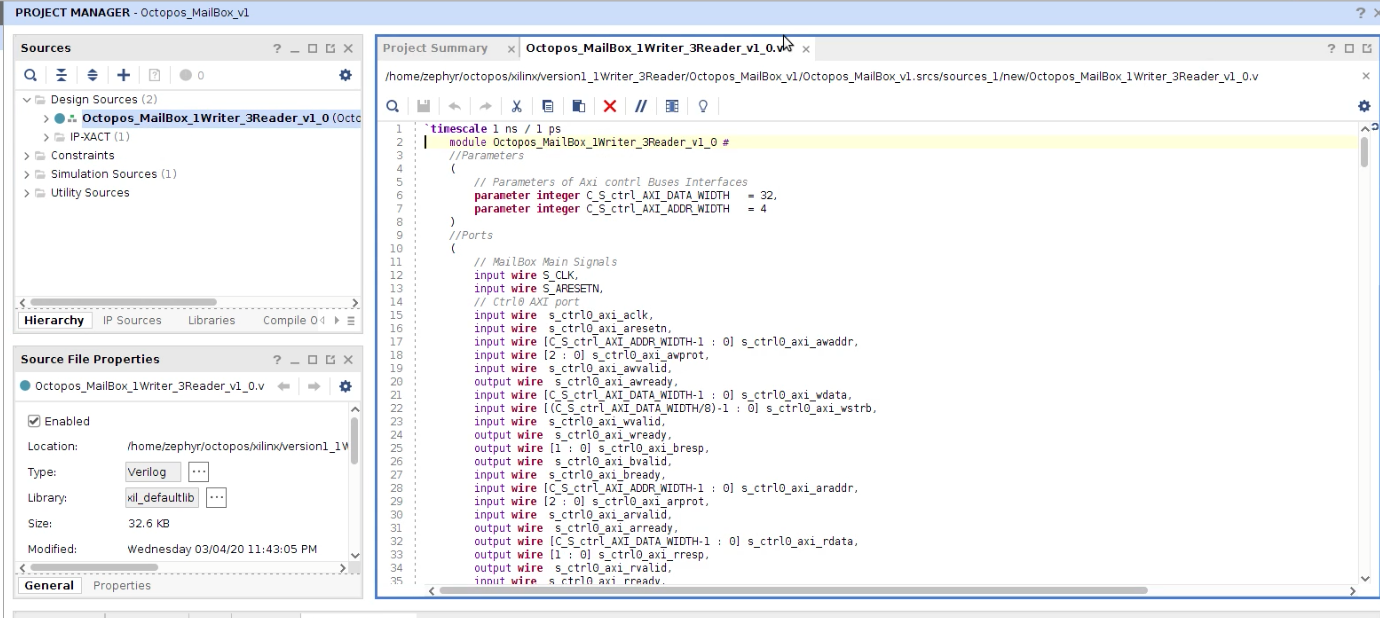 PROJECT MANAGER - Octopos_MailBox_v1
Sources
0
Design Sources (2)
Octopos_MailBox_1Writer_3Reader_v1_0 (Octo
IP-XACT (1)
Constraints
Simulation Sources (1)
Utility Sources
Hierarchy IP Sources Libraries Compile O
Source File Properties
Octopos_MailBox_1Writer_3Reader_v1_0.v
Enabled
Location: /home/zephyr/octopos/xilinx/version1_1W
Type: Verilog
Library: xil_defaultlib
Size: 32.6 KB
Modified: Wednesday 03/04/20 11:43:05 PM
General Properties
Project Summary Octopos_MailBox_1Writer_3Reader_v1_0.v
/home/zephyr/octopos/xilinx/version1_1Writer_3Reader/Octopos_MailBox_v1/Octopos_MailBox_v1.srcs/sources_1/new/Octopos_MailBox_1Writer_3Reader_v1_0.v
1 `timescale 1 ns / 1 ps
2 module Octopos_MailBox_1Writer_3Reader_v1_0 #
3 //Parameters
4 (
5 // Parameters of Axi contrl Buses Interfaces
6 parameter integer C_S_ctrl_AXI_DATA_WIDTH = 32,
7 parameter integer C_S_ctrl_AXI_ADDR_WIDTH = 4
8 )
9 //Ports
10 (
11 // MailBox Main Signals
12 input wire S_CLK,
13 input wire S_ARESETN,
14 // Ctrl0 AXI port
15 input wire s_ctrl0_axi_aclk,
16 input wire s_ctrl0_axi_aresetn,
17 input wire [C_S_ctrl_AXI_ADDR_WIDTH-1 : 0] s_ctrl0_axi_awaddr,
18 input wire [2 : 0] s_ctrl0_axi_awprot,
19 input wire s_ctrl0_axi_awvalid,
20 output wire s_ctrl0_axi_awready,
21 input wire [C_S_ctrl_AXI_DATA_WIDTH-1 : 0] s_ctrl0_axi_wdata,
22 input wire [(C_S_ctrl_AXI_DATA_WIDTH/8)-1 : 0] s_ctrl0_axi_wstrb,
23 input wire s_ctrl0_axi_wvalid,
24 output wire s_ctrl0_axi_wready,
25 output wire [1 : 0] s_ctrl0_axi_bresp,
26 output wire s_ctrl0_axi_bvalid,
27 input wire s_ctrl0_axi_bready,
28 input wire [C_S_ctrl_AXI_ADDR_WIDTH-1 : 0] s_ctrl0_axi_araddr,
29 input wire [2 : 0] s_ctrl0_axi_arprot,
30 input wire s_ctrl0_axi_arvalid,
31 output wire s_ctrl0_axi_arready,
32 output wire [C_S_ctrl_AXI_DATA_WIDTH-1 : 0] s_ctrl0_axi_rdata,
33 output wire [1 : 0] s_ctrl0_axi_rresp,
34 output wire s_ctrl0_axi_rvalid,
35 input wire s_ctrl0_axi_rready,